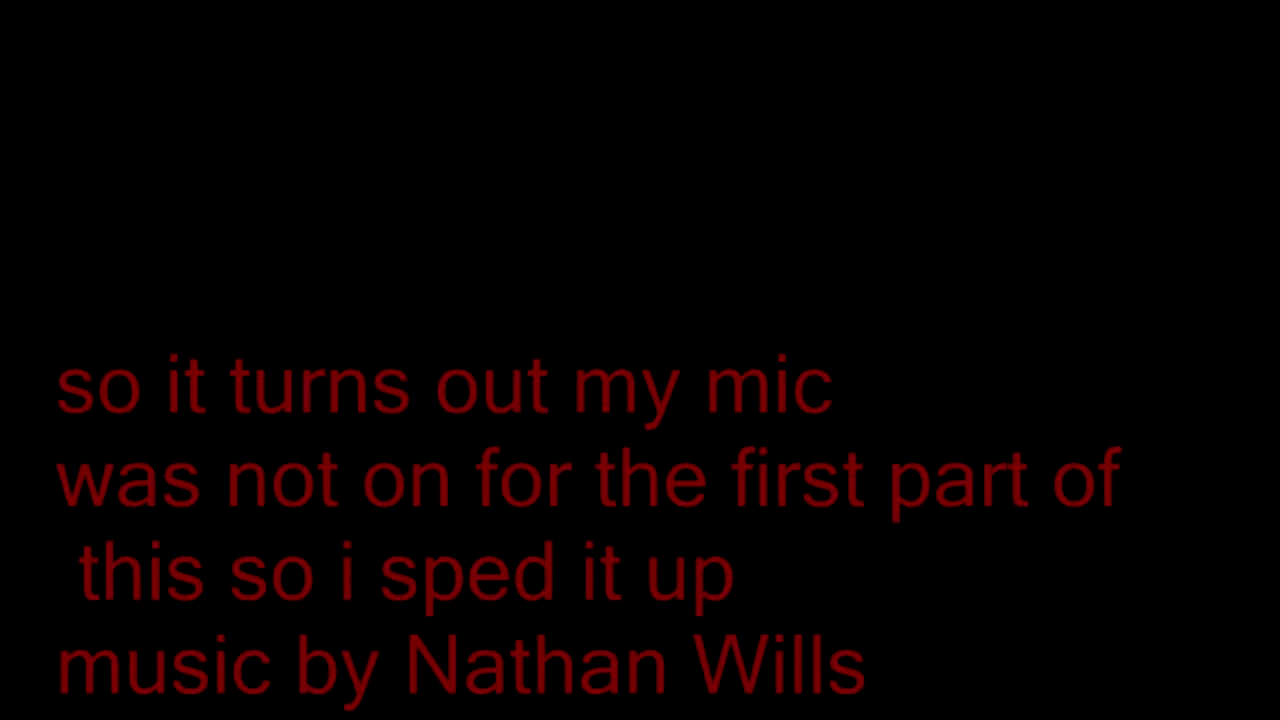 so it turns out my mic
was not on for the first part of
this so i sped it up
music by Nathan Wills